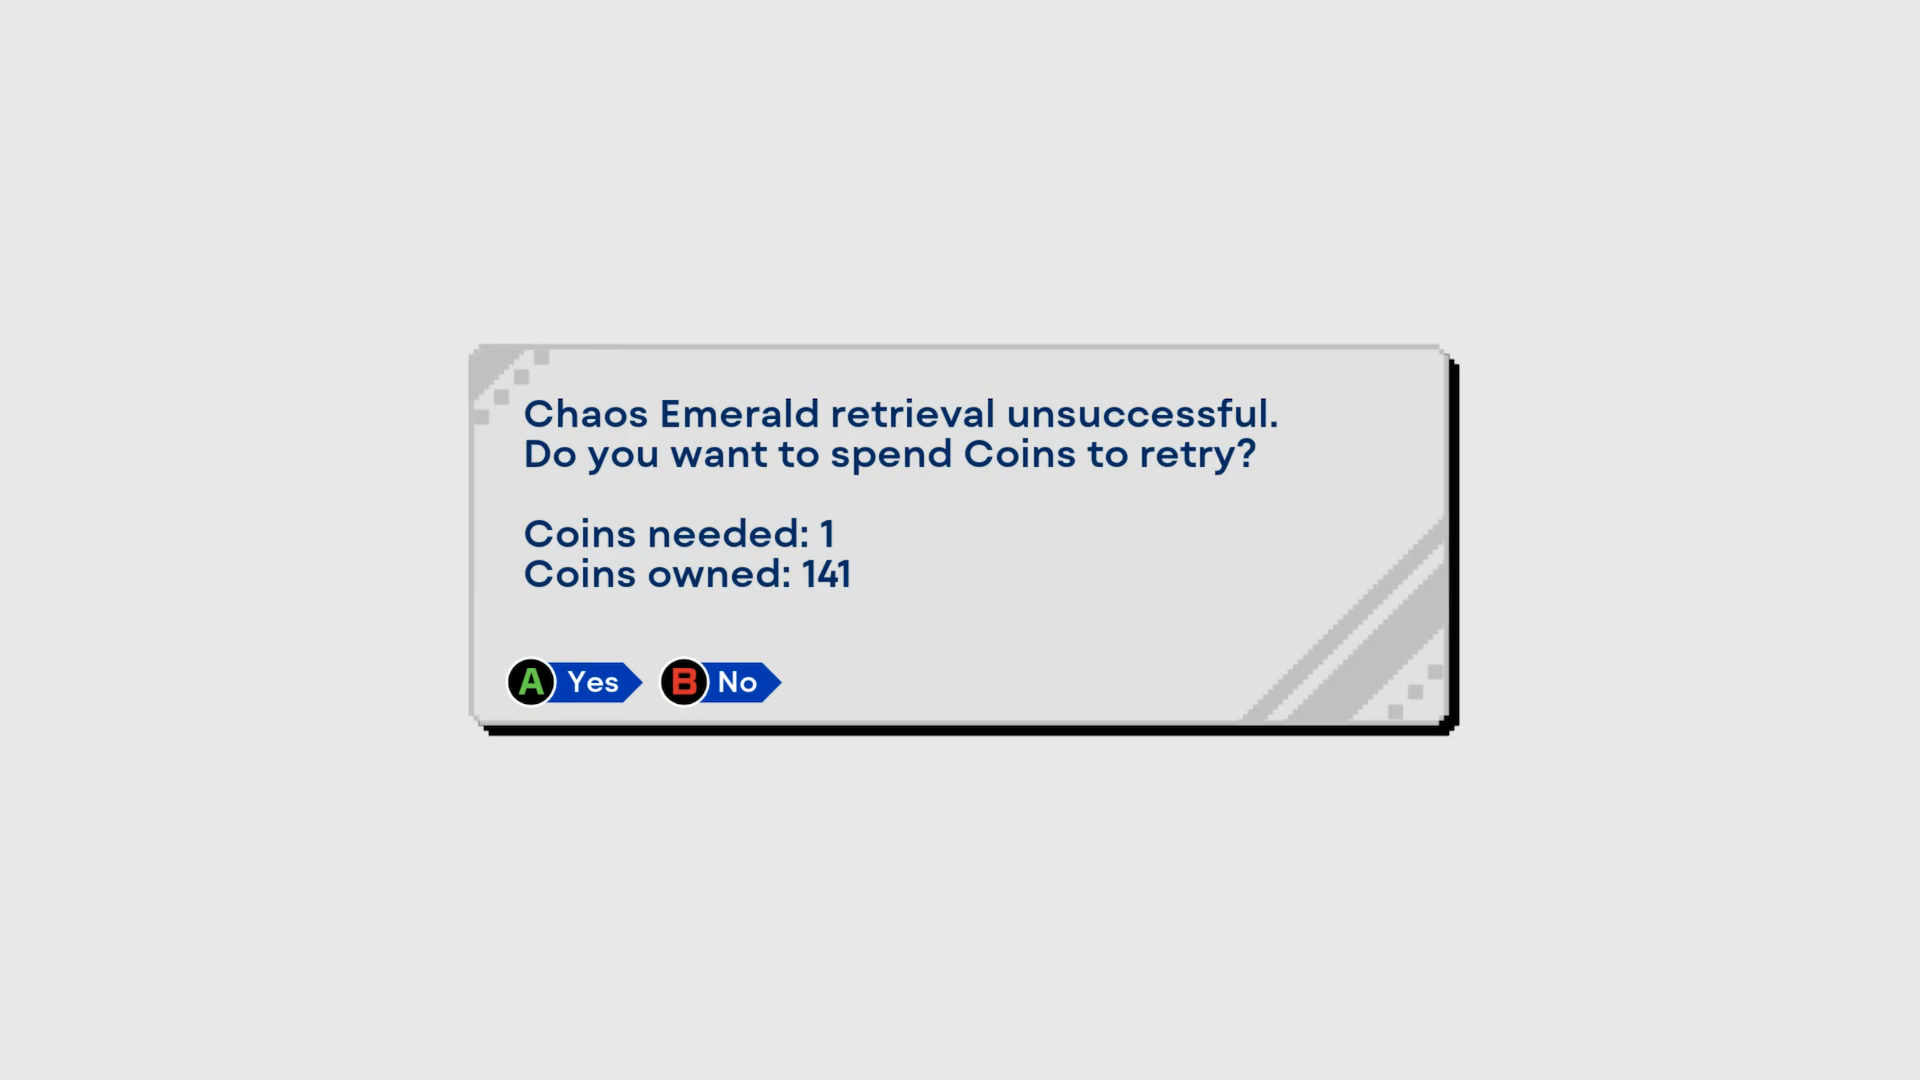 Chaos Emerald retrieval unsuccessful.
Do you want to spend Coins to retry?
Coins needed: 1
Coins owned: 141
A Yes B No